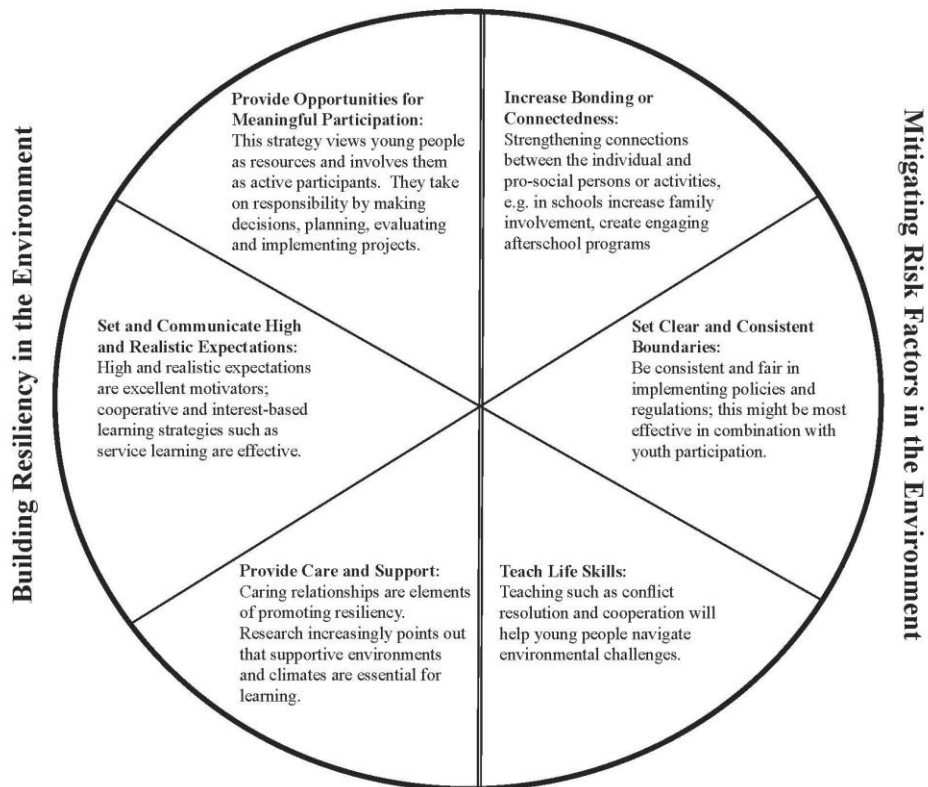 Building Resiliency in the Environment
Provide Opportunities for
Meaningful Participation:
This strategy views young people
as resources and involves them
as active participants. They take
on responsibility by making
decisions, planning, evaluating
and implementing projects.
Increase Bonding or
Connectedness:
Strengthening connections
between the individual and
pro-social persons or activities,
e.g. in schools increase family
involvement, create engaging
afterschool programs
Set and Communicate High
and Realistic Expectations:
High and realistic expectations
are excellent motivators;
cooperative and interest-based
learning strategies such as
service learning are effective.
Set Clear and Consistent
Boundaries:
Be consistent and fair in
implementing policies and
regulations; this might be most
effective in combination with
youth participation.
Provide Care and Support:
Caring relationships are elements
of promoting resiliency.
Research increasingly points out
that supportive environments
and climates are essential for
learning.
Teach Life Skills:
Teaching such as conflict
resolution and cooperation will
help young people navigate
environmental challenges.
Mitigating Risk Factors in the Environment